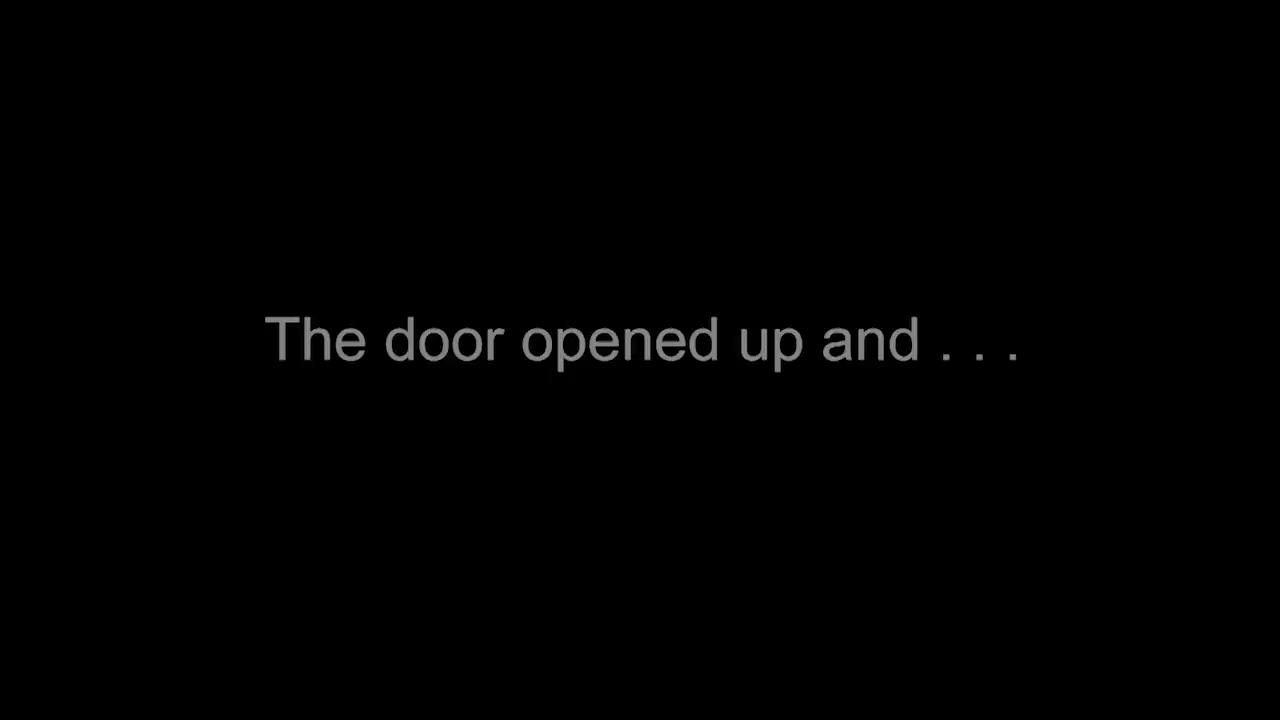 The door opened up and . . .